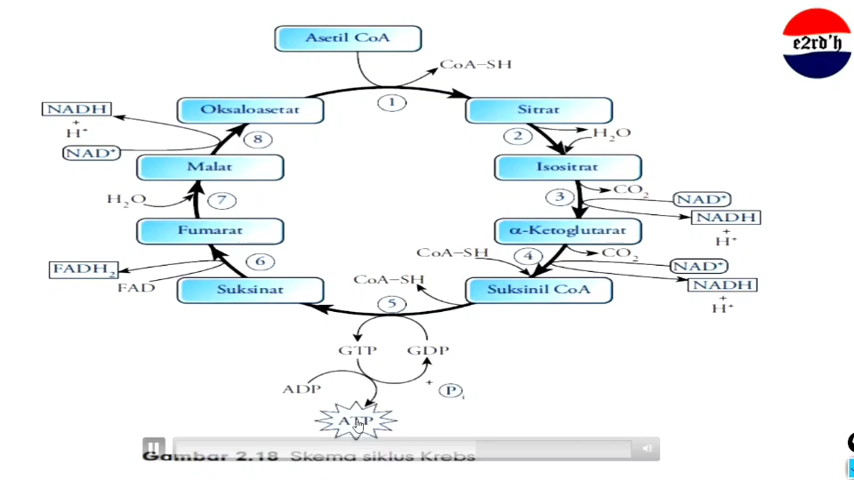 Asetil CoA
CoA–SH
e2rd'h
Oksaloasetat
1
Sitrat
NADH
+
H⁺
NAD⁺
8
2
H₂O
Malat
Isositrat
H₂O
7
3
CO₂
NAD⁺
NADH
+
H⁺
Fumarat
α-Ketoglutarat
FADH₂
FAD
6
CoA–SH
4
CO₂
NAD⁺
NADH
+
H⁺
Suksinat
CoA–SH
5
Suksinil CoA
GTP
GDP
ADP
+
Pᵢ
ATP
Gambar 2.18 Skema siklus Krebs